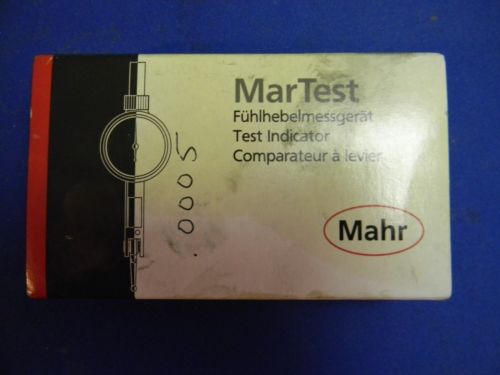 MarTest
Fühlhebelmessgerät
Test Indicator
Comparateur à levier
Mahr
0005